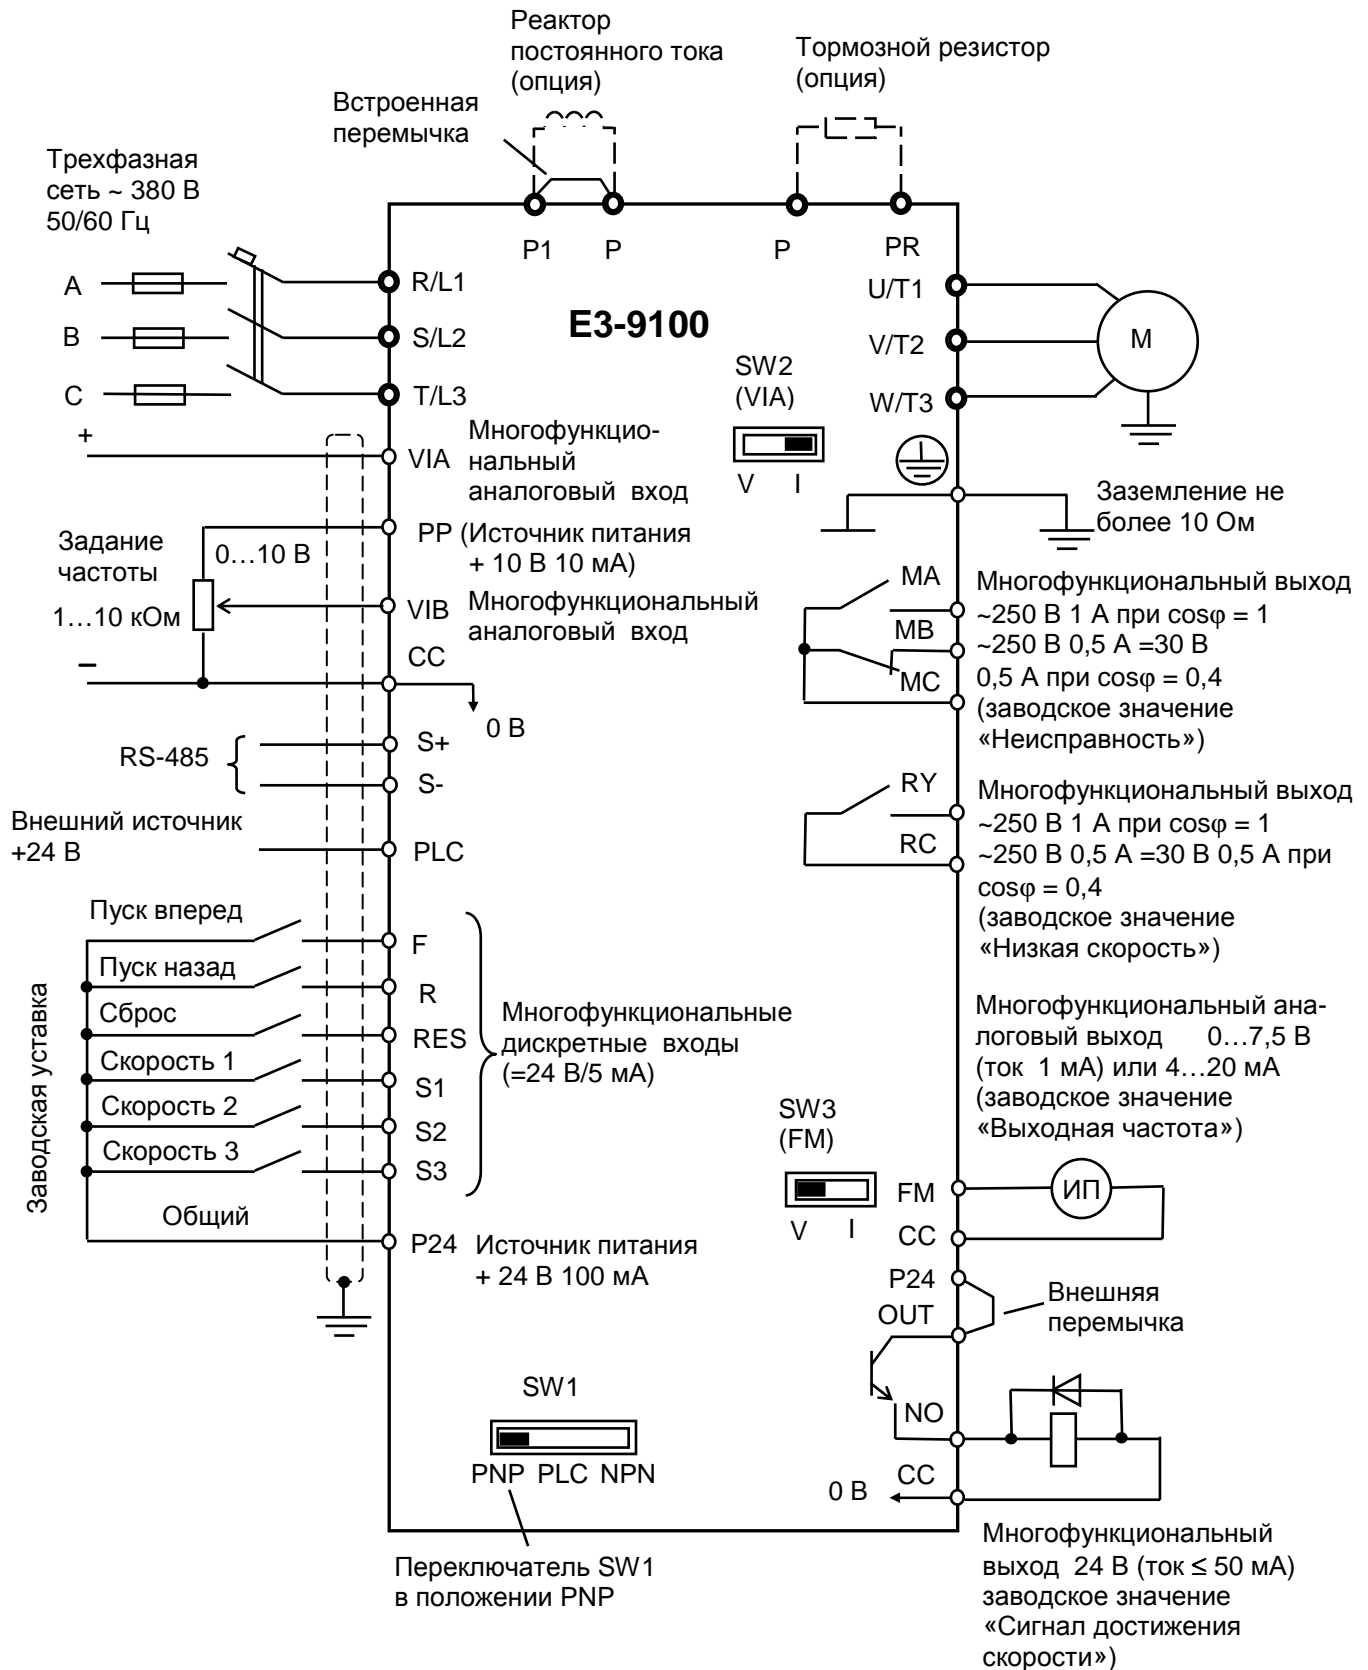 Реактор
постоянного тока
(опция)
Тормозной резистор
(опция)
Встроенная
перемычка
Трехфазная
сеть ~ 380 В
50/60 Гц
P1
P
P
PR
A
R/L1
U/T1
E3-9100
B
S/L2
V/T2
M
SW2
(VIA)
C
T/L3
W/T3
V
I
+
VIA
Многофункцио-
нальный
аналоговый вход
Заземление не
более 10 Ом
PP (Источник питания
+ 10 В 10 мА)
Задание
частоты
0…10 В
1…10 кОм
VIB
Многофункциональный
аналоговый вход
–
CC
0 В
MA
MB
MC
Многофункциональный выход
~250 В 1 А при cosφ = 1
~250 В 0,5 А =30 В
0,5 А при cosφ = 0,4
(заводское значение
«Неисправность»)
RS-485
S+
S-
Внешний источник
+24 В
PLC
RY
RC
Многофункциональный выход
~250 В 1 А при cosφ = 1
~250 В 0,5 А =30 В 0,5 А при
cosφ = 0,4
(заводское значение
«Низкая скорость»)
Заводская уставка
Пуск вперед
F
Пуск назад
R
Сброс
RES
Скорость 1
S1
Скорость 2
S2
Скорость 3
S3
Общий
P24
Многофункциональные
дискретные входы
(=24 В/5 мА)
Источник питания
+ 24 В 100 мА
Многофункциональный ана-
логовый выход 0…7,5 В
(ток 1 мА) или 4…20 мА
(заводское значение
«Выходная частота»)
SW3
(FM)
V
I
FM
ИП
CC
P24
OUT
Внешняя
перемычка
NO
CC
0 В
SW1
PNP PLC NPN
Переключатель SW1
в положении PNP
Многофункциональный
выход 24 В (ток ≤ 50 мА)
заводское значение
«Сигнал достижения
скорости»)